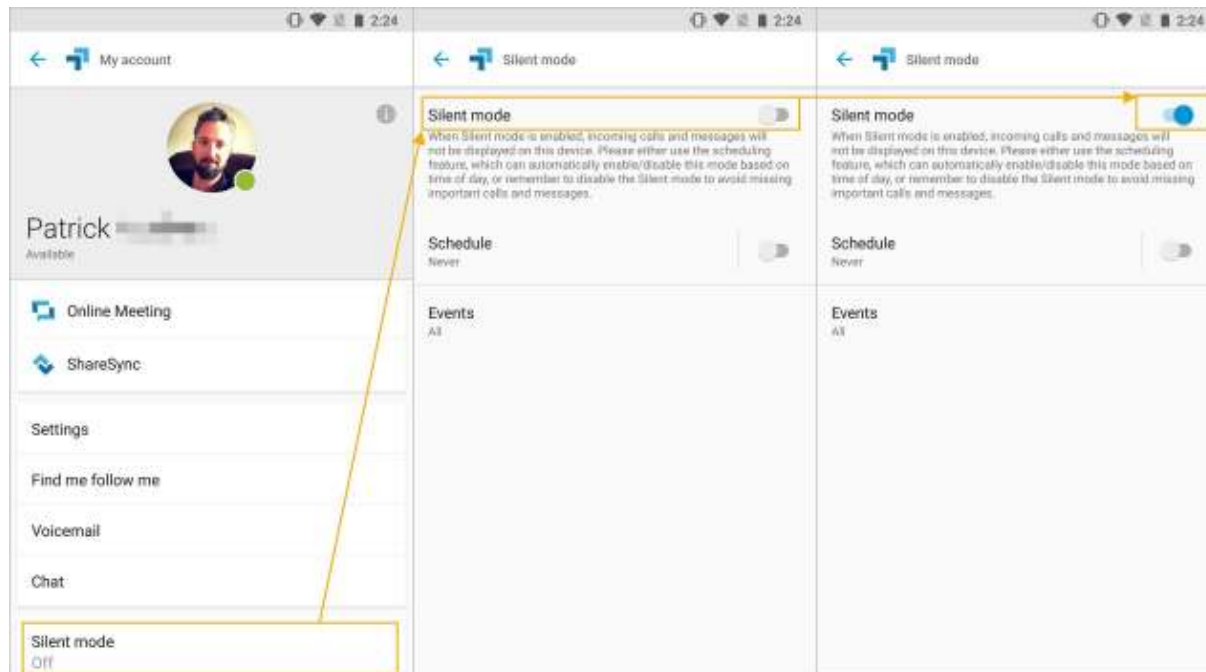 2:24
My account
Patrick
Available
Online Meeting
ShareSync
Settings
Find me follow me
Voicemail
Chat
Silent mode
Off
2:24
Silent mode
Silent mode
When Silent mode is enabled, incoming calls and messages will
not be displayed on this device. Please either use the scheduling
feature, which can automatically enable/disable this mode based on
time of day, or remember to disable the Silent mode to avoid missing
important calls and messages.
Schedule
Never
Events
All
2:24
Silent mode
Silent mode
When Silent mode is enabled, incoming calls and messages will
not be displayed on this device. Please either use the scheduling
feature, which can automatically enable/disable this mode based on
time of day, or remember to disable the Silent mode to avoid missing
important calls and messages.
Schedule
Never
Events
All